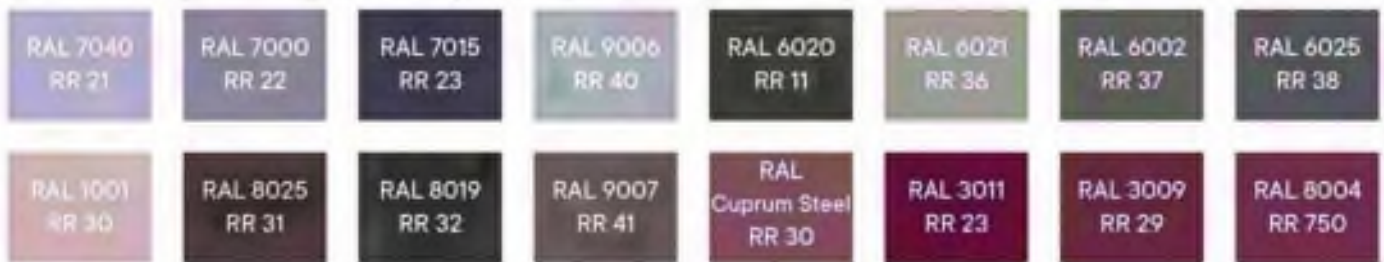 RAL 7040
RR 21
RAL 7000
RR 22
RAL 7015
RR 23
RAL 9006
RR 40
RAL 6020
RR 11
RAL 6021
RR 36
RAL 6002
RR 37
RAL 6025
RR 38
RAL 1001
RR 30
RAL 8025
RR 31
RAL 8019
RR 32
RAL 9007
RR 41
RAL
Cuprum Steel
RR 30
RAL 3011
RR 23
RAL 3009
RR 29
RAL 8004
RR 750